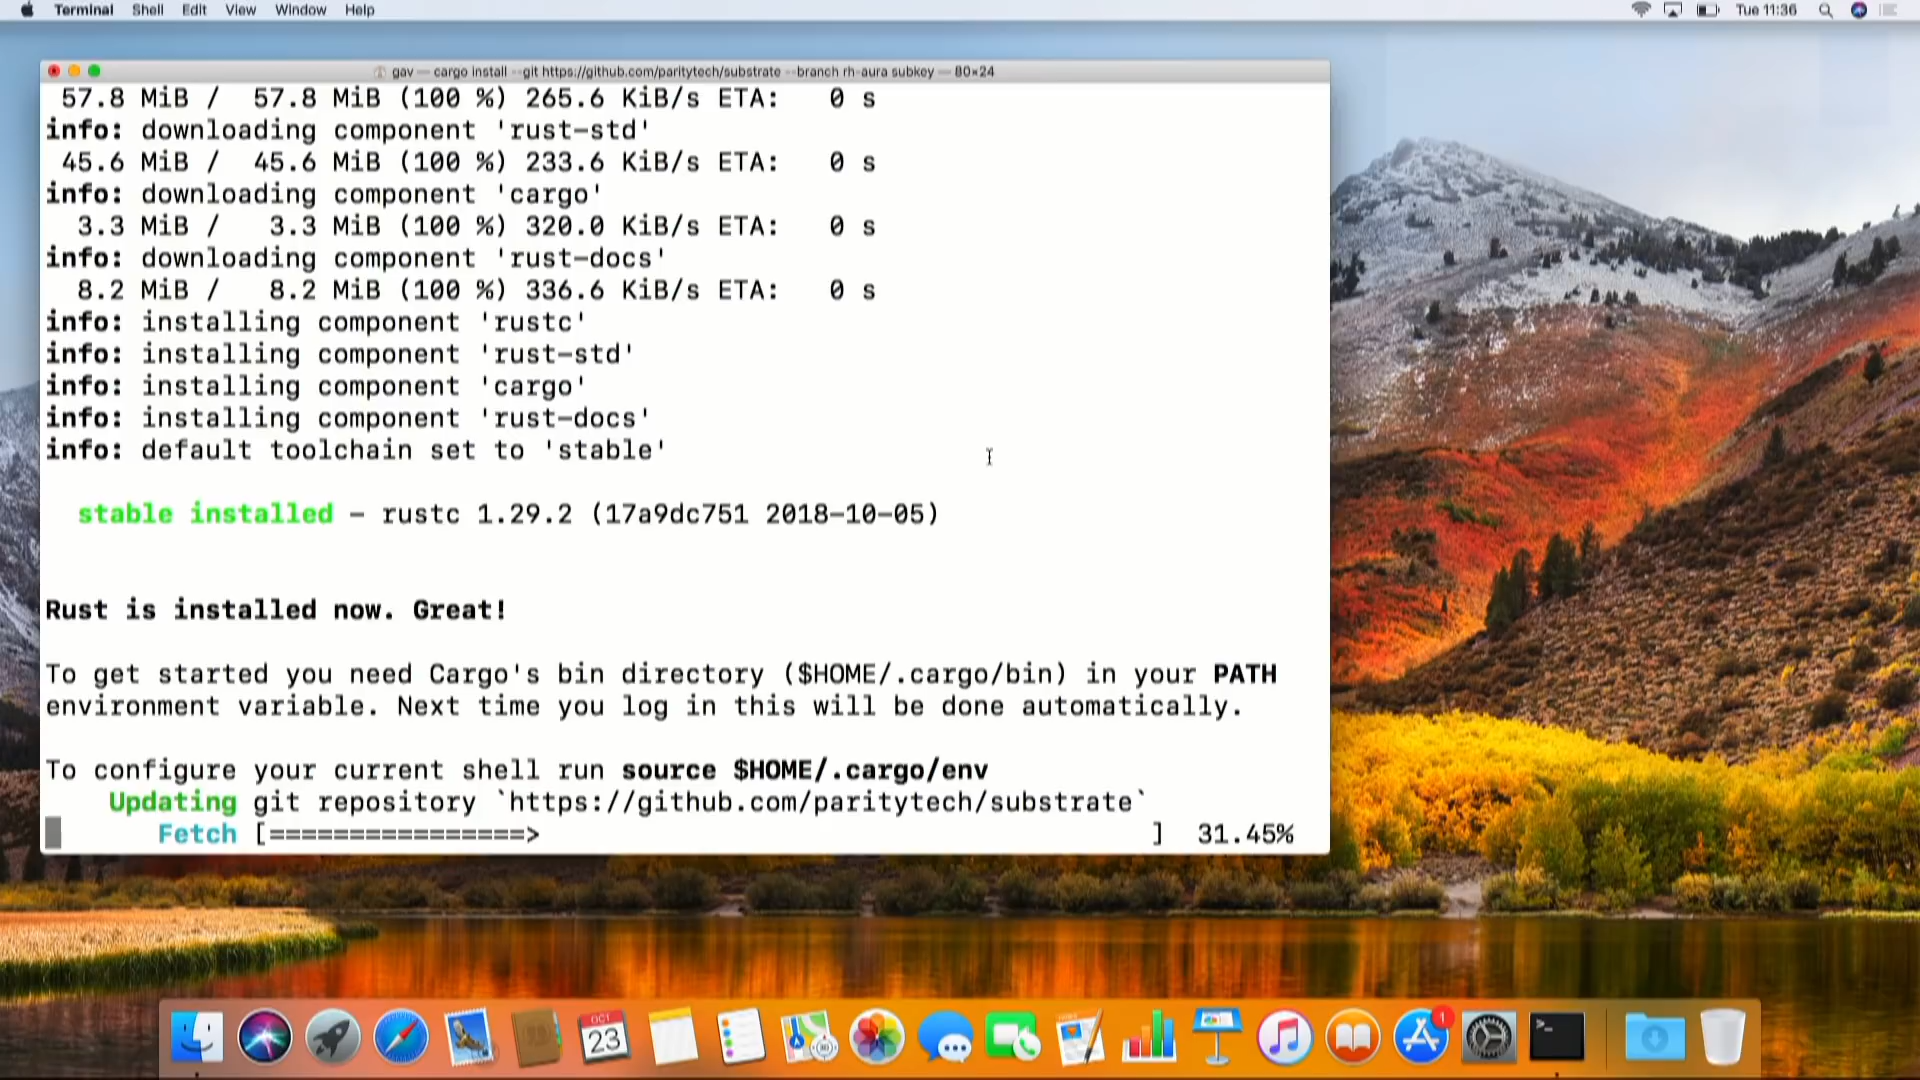 Terminal Shell Edit View Window Help
Tue 11:36
gav — cargo install --git https://github.com/paritytech/substrate --branch rh-aura subkey — 80×24
57.8 MiB / 57.8 MiB (100 %) 265.6 KiB/s ETA: 0 s
info: downloading component 'rust-std'
45.6 MiB / 45.6 MiB (100 %) 233.6 KiB/s ETA: 0 s
info: downloading component 'cargo'
3.3 MiB / 3.3 MiB (100 %) 320.0 KiB/s ETA: 0 s
info: downloading component 'rust-docs'
8.2 MiB / 8.2 MiB (100 %) 336.6 KiB/s ETA: 0 s
info: installing component 'rustc'
info: installing component 'rust-std'
info: installing component 'cargo'
info: installing component 'rust-docs'
info: default toolchain set to 'stable'
stable installed - rustc 1.29.2 (17a9dc751 2018-10-05)
Rust is installed now. Great!
To get started you need Cargo's bin directory ($HOME/.cargo/bin) in your PATH
environment variable. Next time you log in this will be done automatically.
To configure your current shell run source $HOME/.cargo/env
Updating git repository `https://github.com/paritytech/substrate`
Fetch [================> ] 31.45%
OCT
23
1
>_